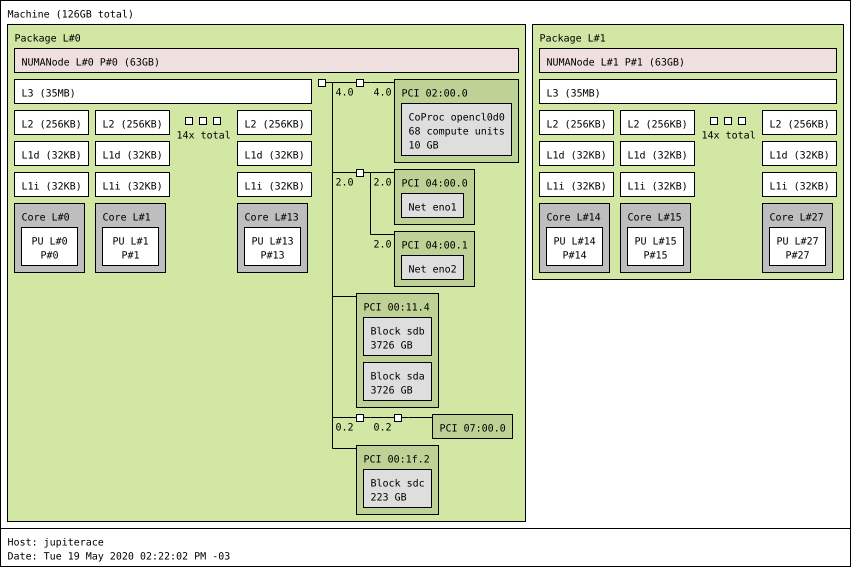 Machine (126GB total)
Package L#0
NUMANode L#0 P#0 (63GB)
L3 (35MB)
L2 (256KB) L2 (256KB) 14x total L2 (256KB)
L1d (32KB) L1d (32KB) L1d (32KB)
L1i (32KB) L1i (32KB) L1i (32KB)
Core L#0 Core L#1 Core L#13
PU L#0 PU L#1 PU L#13
P#0 P#1 P#13
4.0 4.0 PCI 02:00.0
CoProc opencl0d0
68 compute units
10 GB
2.0 2.0 PCI 04:00.0
Net eno1
2.0 PCI 04:00.1
Net eno2
PCI 00:11.4
Block sdb
3726 GB
Block sda
3726 GB
0.2 0.2 PCI 07:00.0
PCI 00:1f.2
Block sdc
223 GB
Package L#1
NUMANode L#1 P#1 (63GB)
L3 (35MB)
L2 (256KB) L2 (256KB) 14x total L2 (256KB)
L1d (32KB) L1d (32KB) L1d (32KB)
L1i (32KB) L1i (32KB) L1i (32KB)
Core L#14 Core L#15 Core L#27
PU L#14 PU L#15 PU L#27
P#14 P#15 P#27
Host: jupiterace
Date: Tue 19 May 2020 02:22:02 PM -03